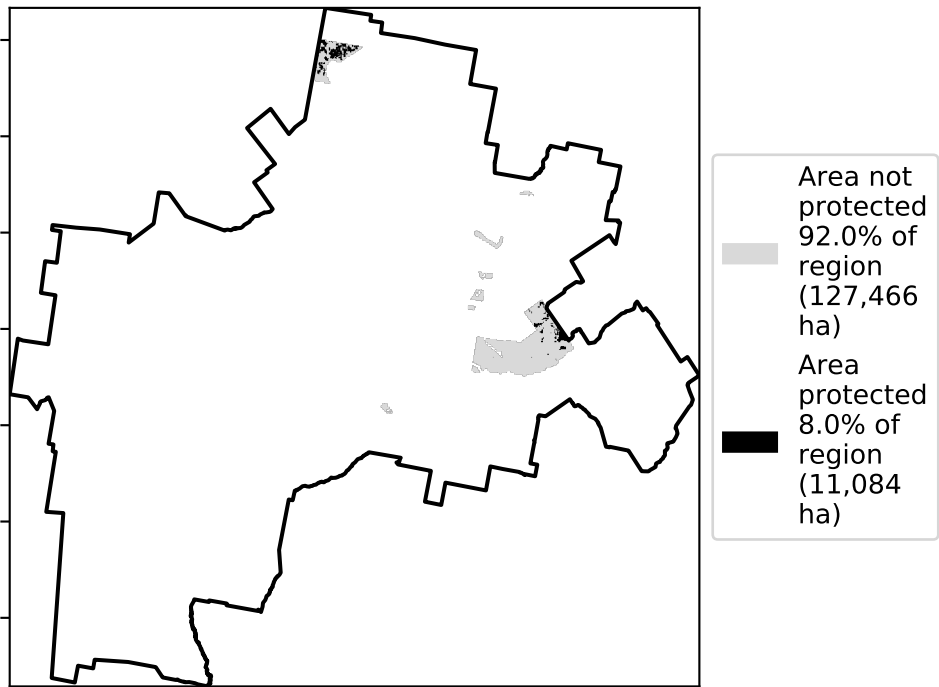 Area not
protected
92.0% of
region
(127,466
ha)
Area
protected
8.0% of
region
(11,084
ha)